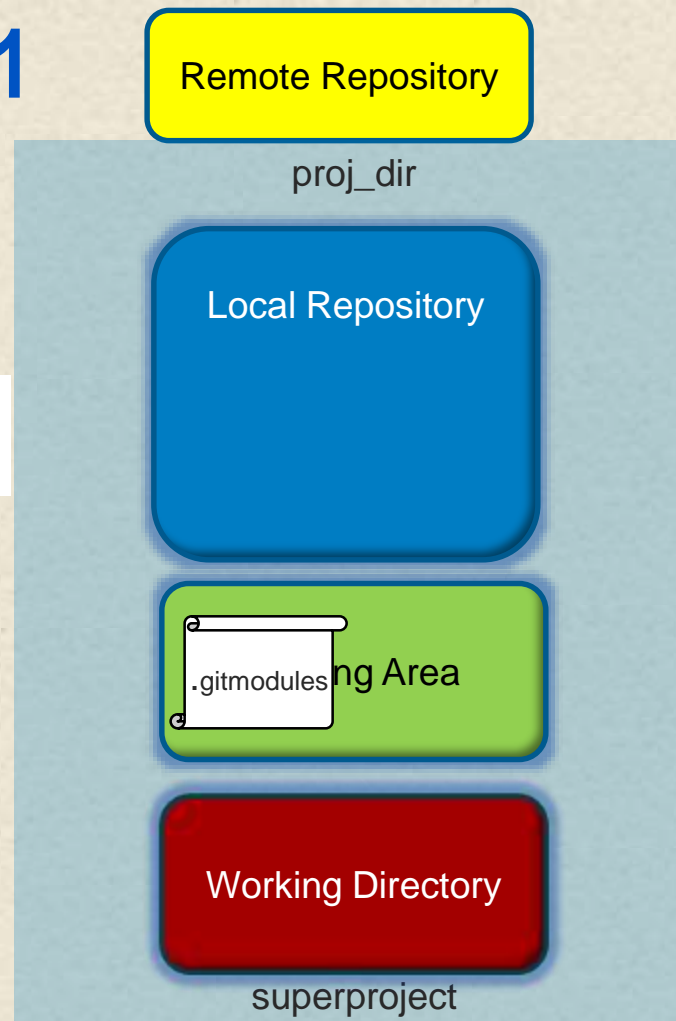 1
Remote Repository
proj_dir
Local Repository
.gitmodules
ng Area
Working Directory
superproject